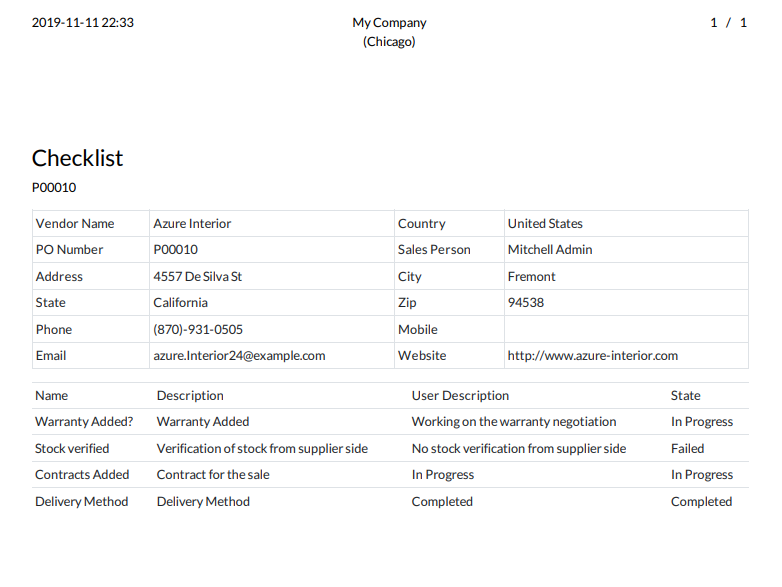 2019-11-11 22:33 My Company 1 / 1
(Chicago)
Checklist
P00010
Vendor Name Azure Interior Country United States
PO Number P00010 Sales Person Mitchell Admin
Address 4557 De Silva St City Fremont
State California Zip 94538
Phone (870)-931-0505 Mobile
Email azure.Interior24@example.com Website http://www.azure-interior.com
Name Description User Description State
Warranty Added? Warranty Added Working on the warranty negotiation In Progress
Stock verified Verification of stock from supplier side No stock verification from supplier side Failed
Contracts Added Contract for the sale In Progress In Progress
Delivery Method Delivery Method Completed Completed